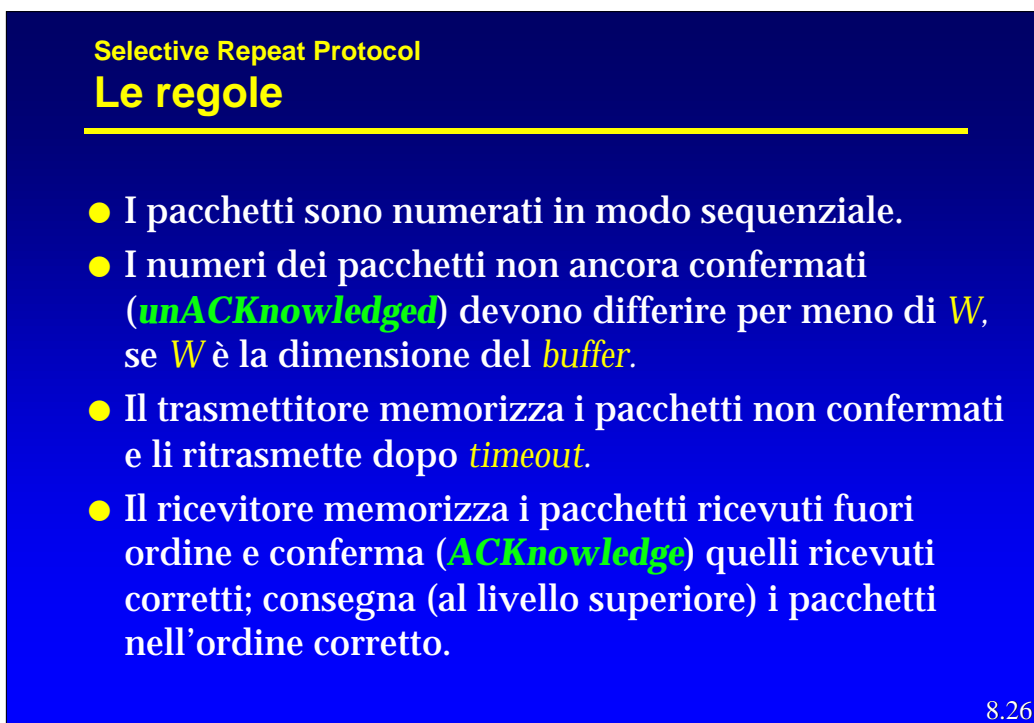 Selective Repeat Protocol
Le regole
● I pacchetti sono numerati in modo sequenziale.
● I numeri dei pacchetti non ancora confermati
(unACKnowledged) devono differire per meno di W,
se W è la dimensione del buffer.
● Il trasmettitore memorizza i pacchetti non confermati
e li ritrasmette dopo timeout.
● Il ricevitore memorizza i pacchetti ricevuti fuori
ordine e conferma (ACKnowledge) quelli ricevuti
corretti; consegna (al livello superiore) i pacchetti
nell'ordine corretto.
8.26